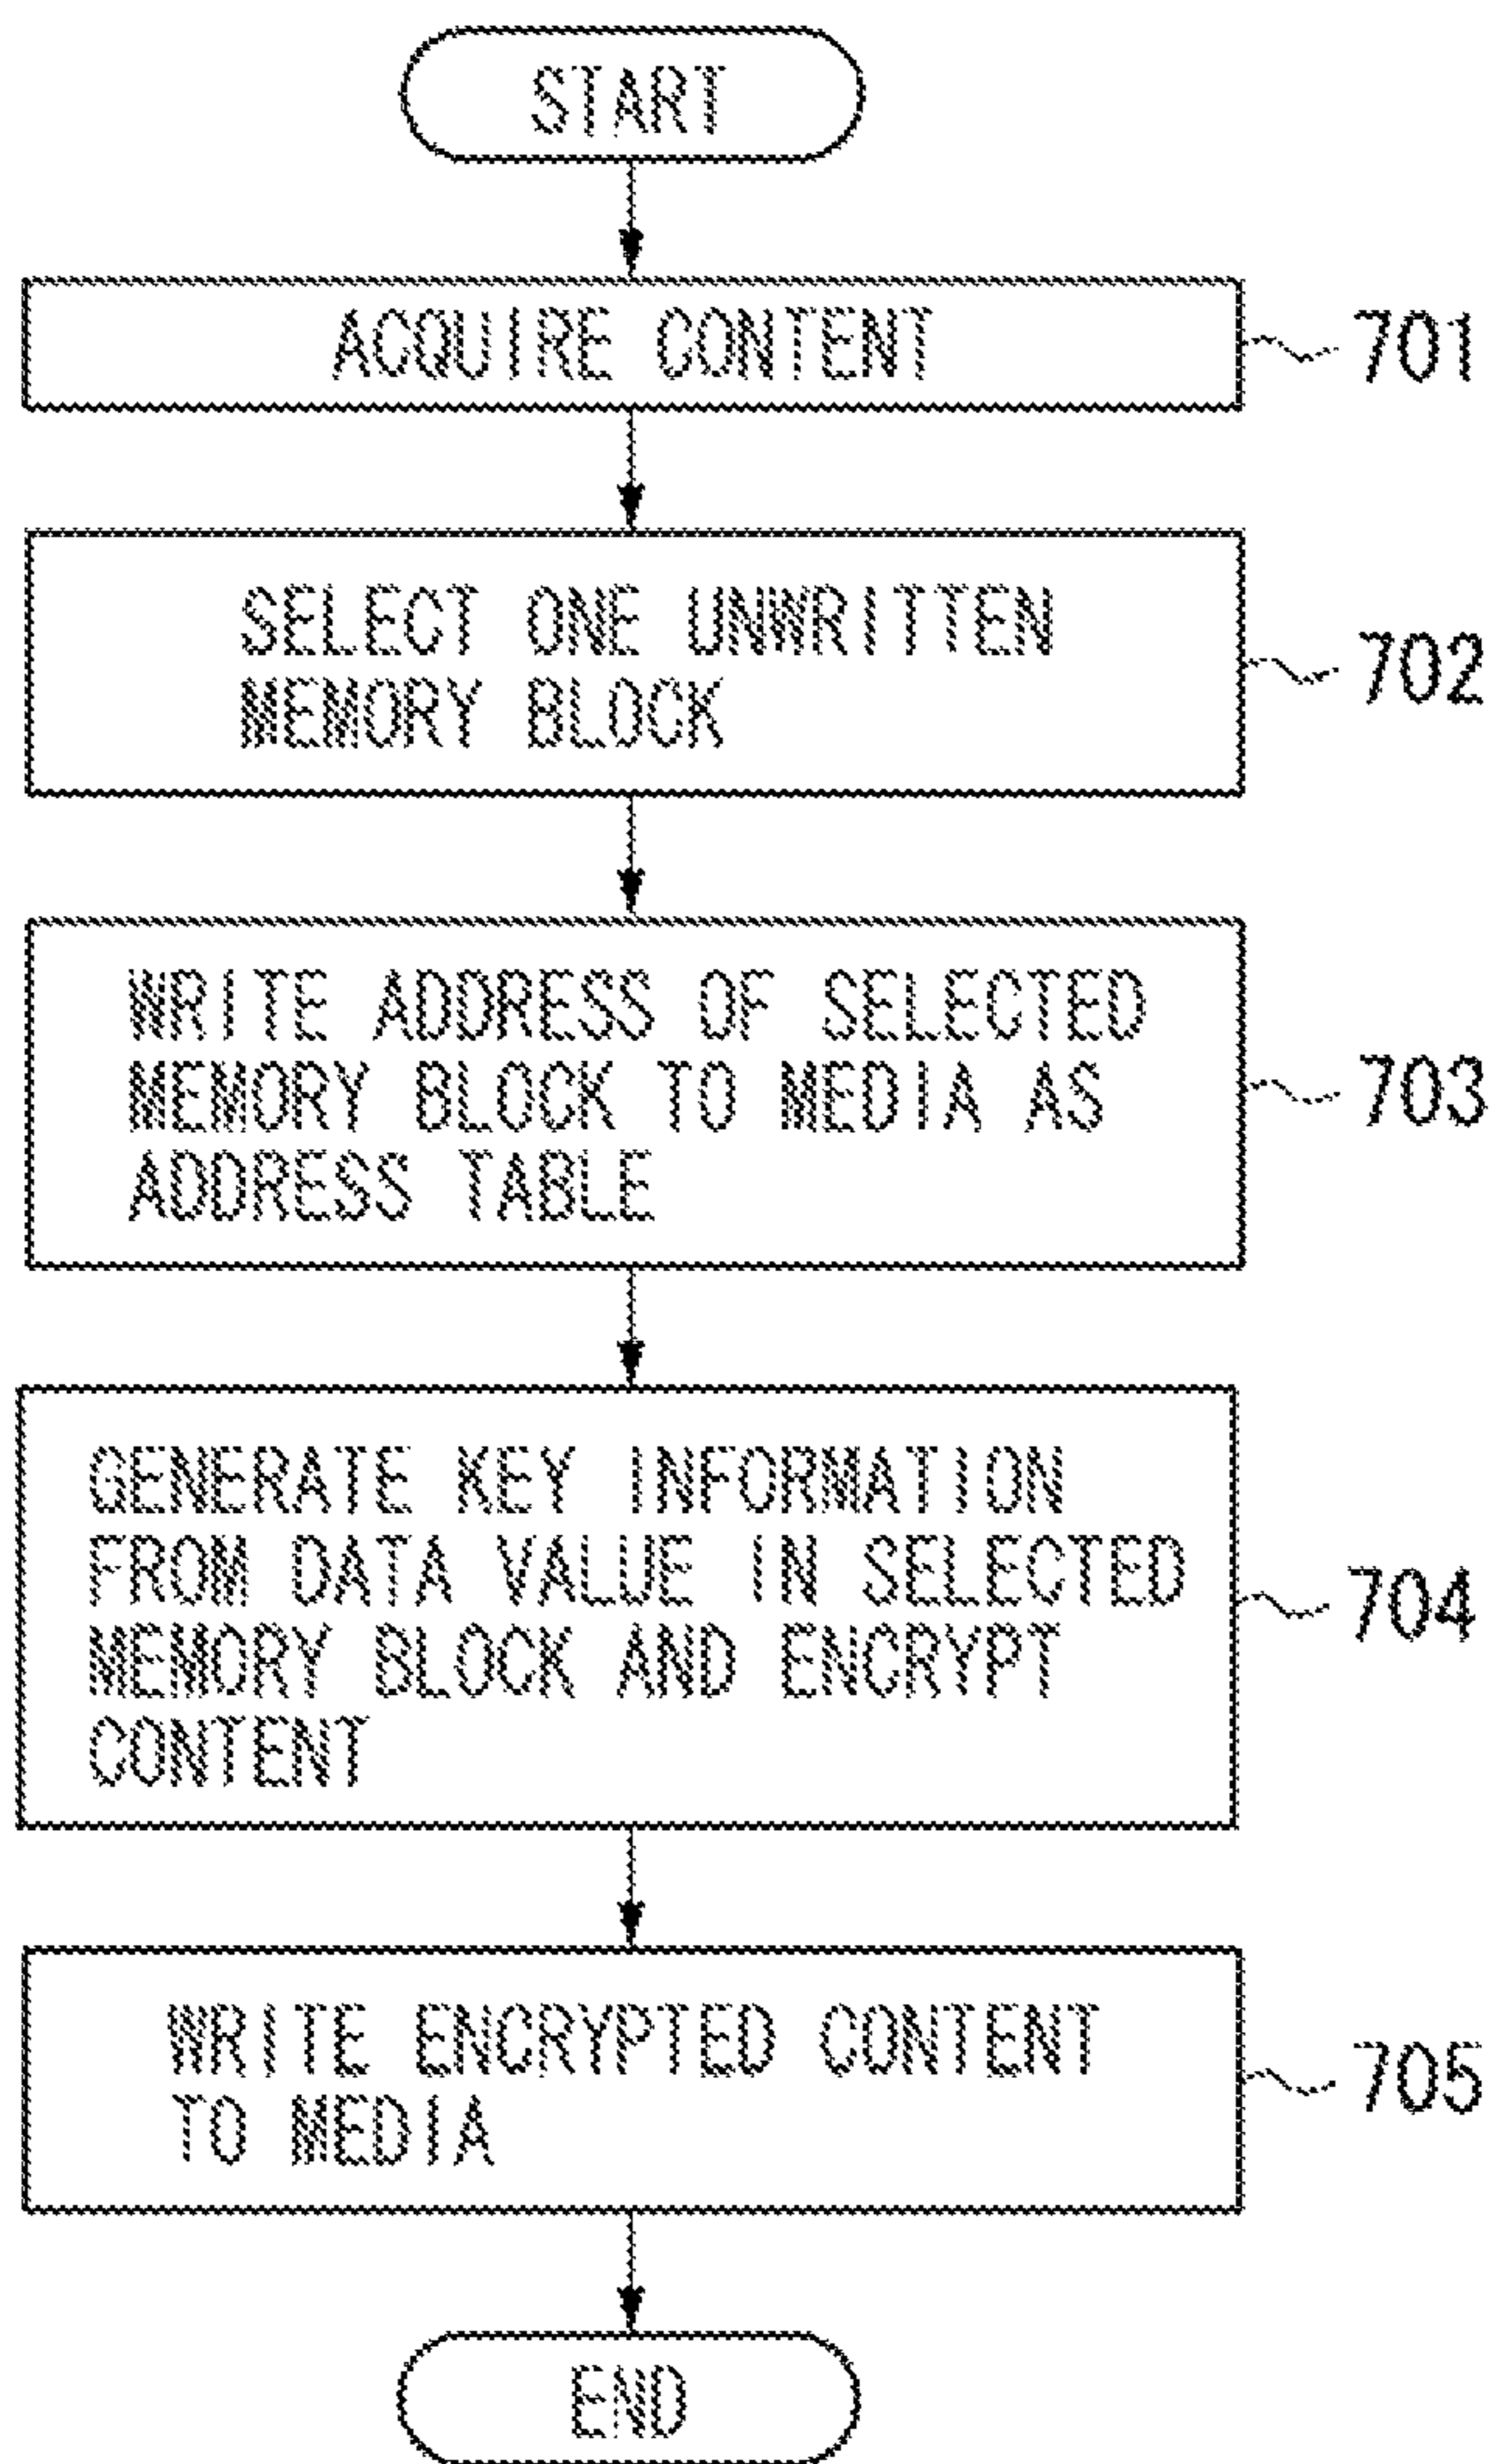 START
ACQUIRE CONTENT
701
SELECT ONE UNWRITTEN
MEMORY BLOCK
702
WRITE ADDRESS OF SELECTED
MEMORY BLOCK TO MEDIA AS
ADDRESS TABLE
703
GENERATE KEY INFORMATION
FROM DATA VALUE IN SELECTED
MEMORY BLOCK AND ENCRYPT
CONTENT
704
WRITE ENCRYPTED CONTENT
TO MEDIA
705
END